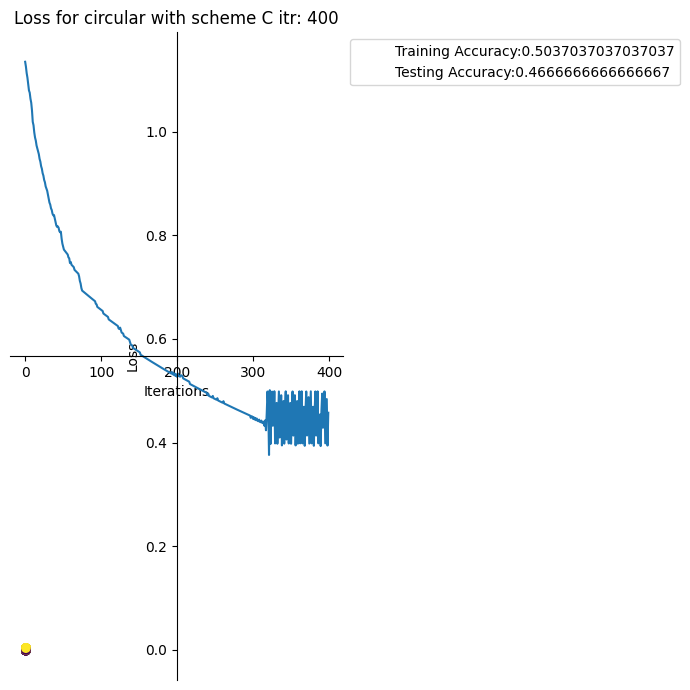 Loss for circular with scheme C itr: 400
Training Accuracy:0.5037037037037037
Testing Accuracy:0.4666666666666667
1.0
0.8
0.6
Loss
0 100 200 300 400
Iterations
0.4
0.2
0.0